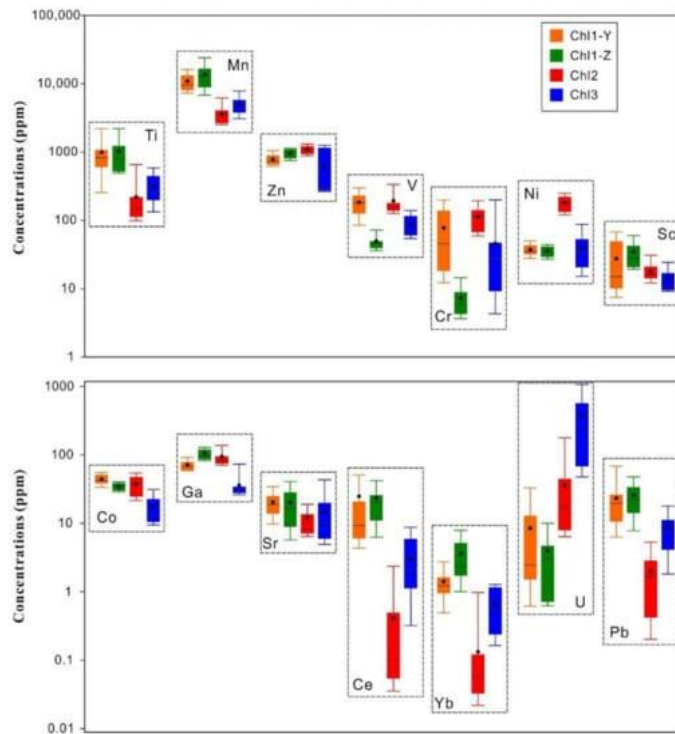 Concentrations (ppm)
100,000
10,000
1000
100
10
1
Chl1-Y
Chl1-Z
Chl2
Chl3
Ti
Mn
Zn
V
Cr
Ni
Sc
Concentrations (ppm)
1000
100
10
1
0.1
0.01
Co
Ga
Sr
Ce
Yb
U
Pb